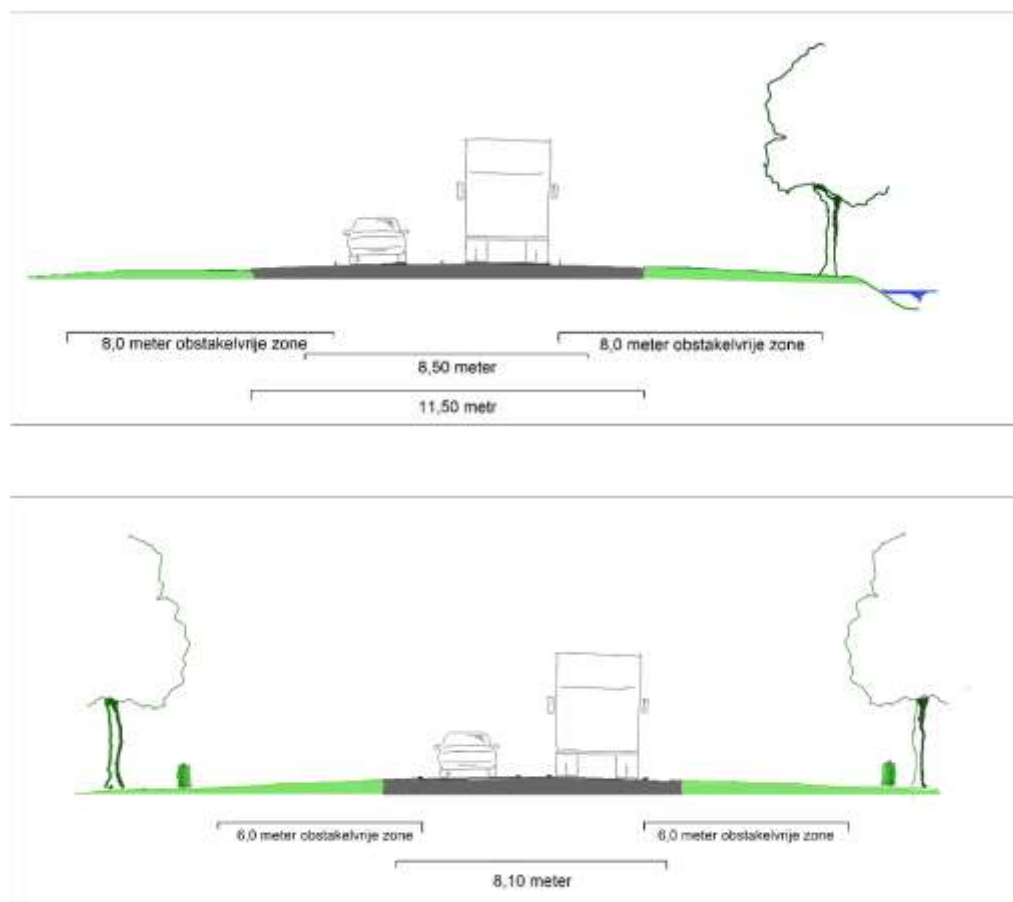 8,0 meter obstakelvrije zone
8,0 meter obstakelvrije zone
8,50 meter
11,50 metr
6,0 meter obstakelvrije zone
6,0 meter obstakelvrije zone
8,10 meter